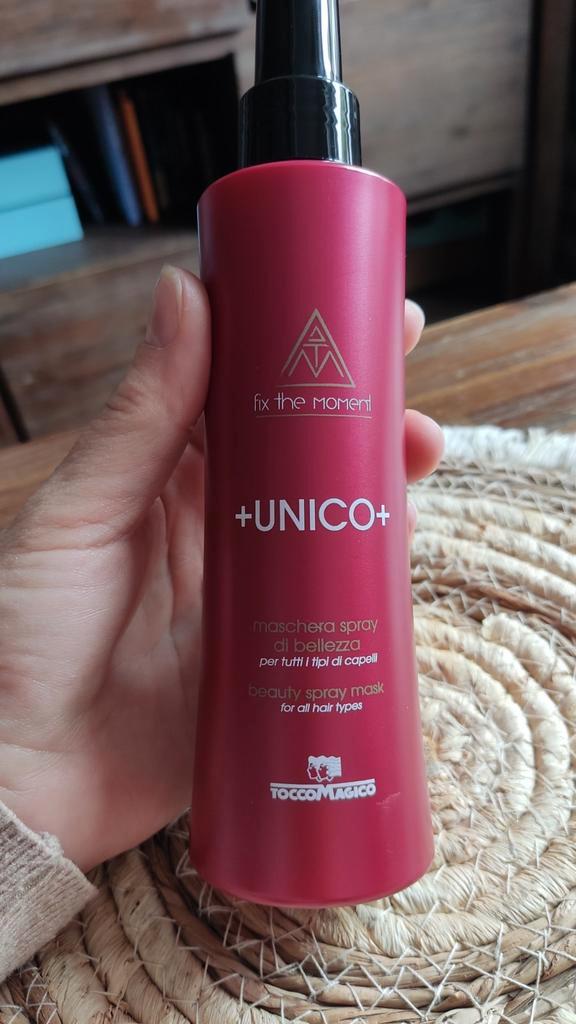 fix the moment
+UNICO+
maschera spray
di bellezza
per tutti i tipi di capelli
beauty spray mask
for all hair types
TOCCOMAGICO